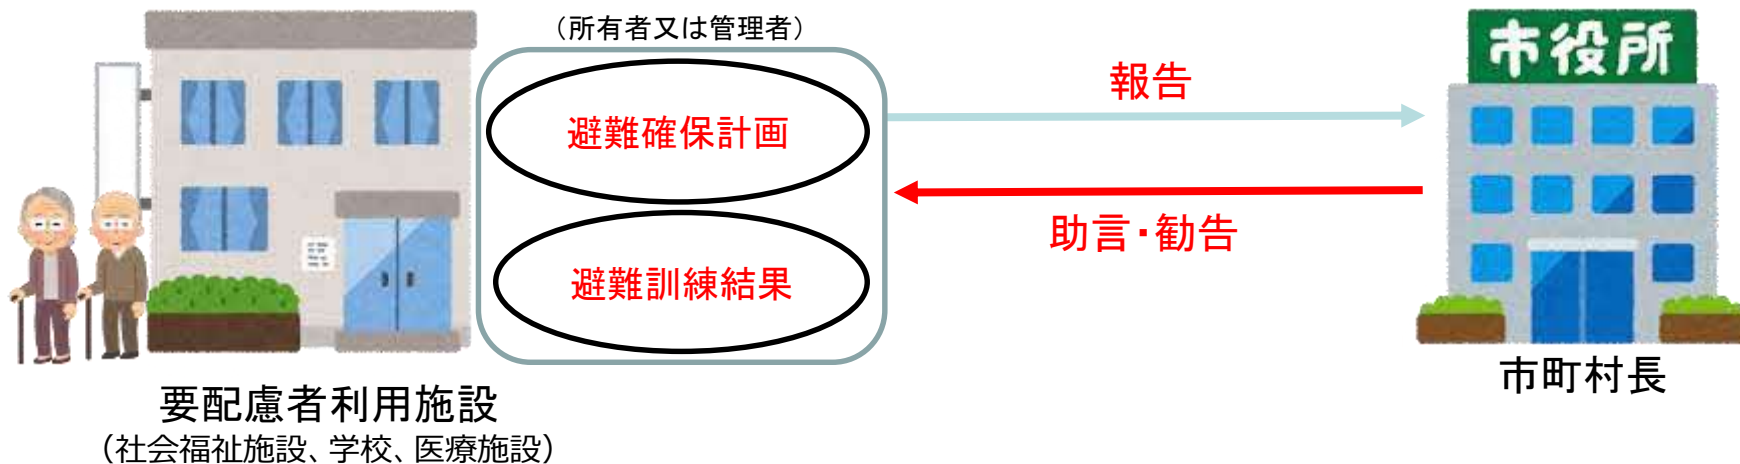 （所有者又は管理者）
避難確保計画
避難訓練結果
報告
助言・勧告
市役所
市町村長
要配慮者利用施設
（社会福祉施設、学校、医療施設）